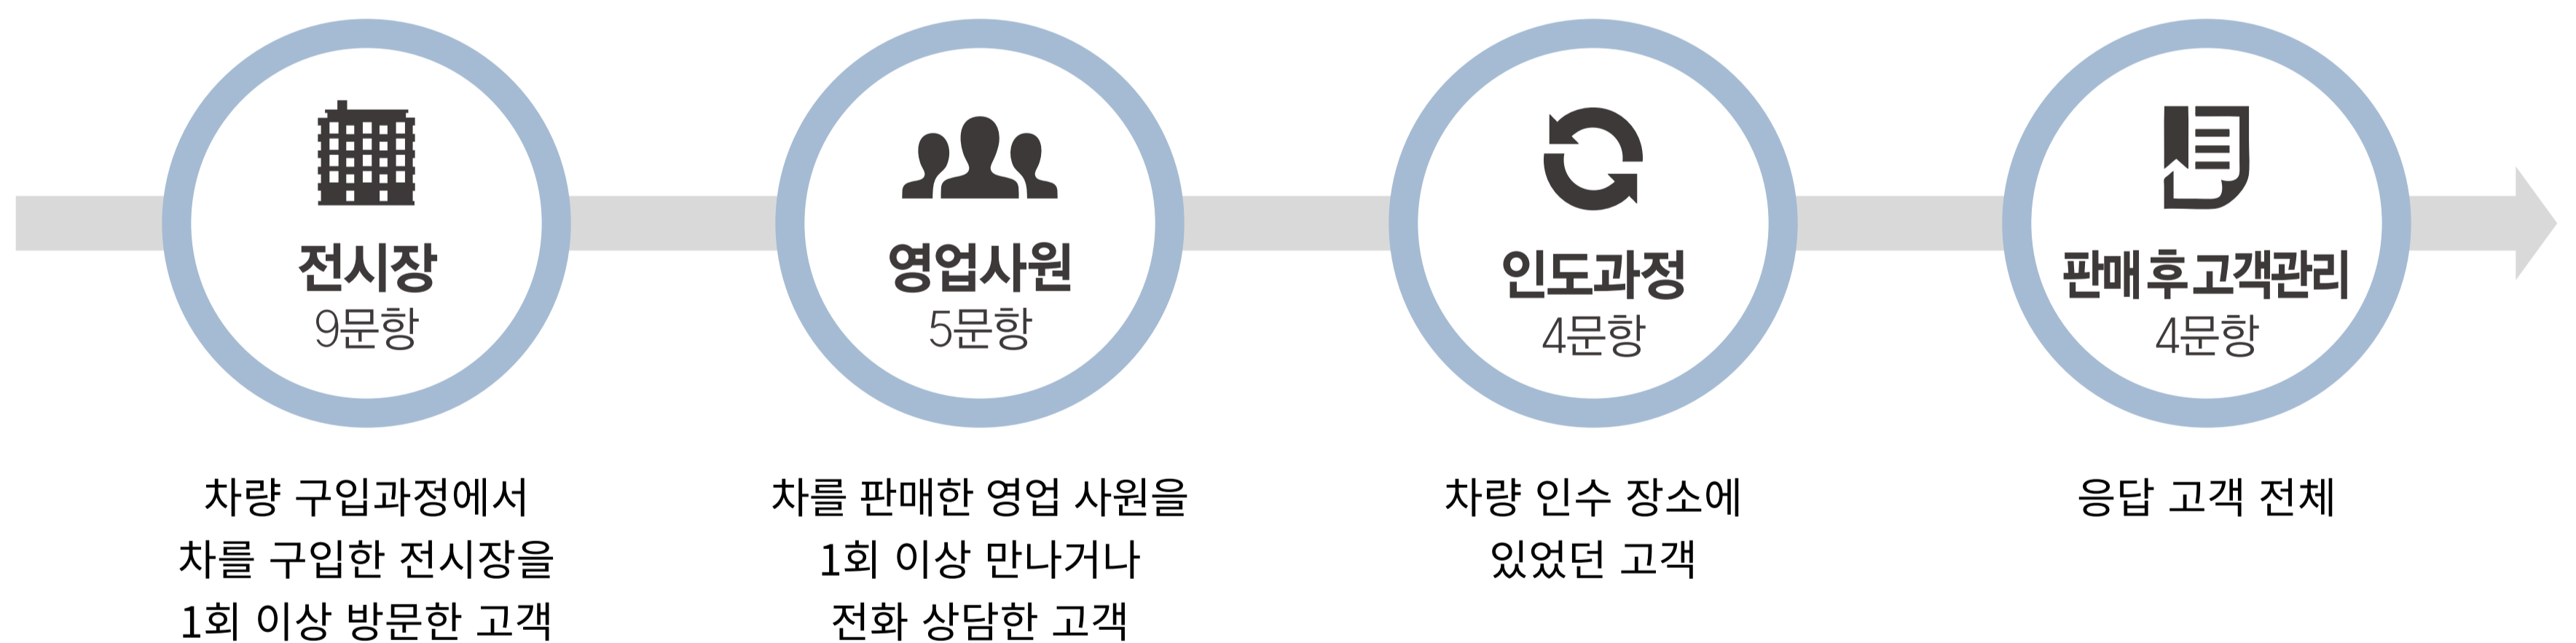 전시장
9문항
차량 구입과정에서
차를 구입한 전시장을
1회 이상 방문한 고객
영업사원
5문항
차를 판매한 영업 사원을
1회 이상 만나거나
전화 상담한 고객
인도과정
4문항
차량 인수 장소에
있었던 고객
판매 후 고객관리
4문항
응답 고객 전체